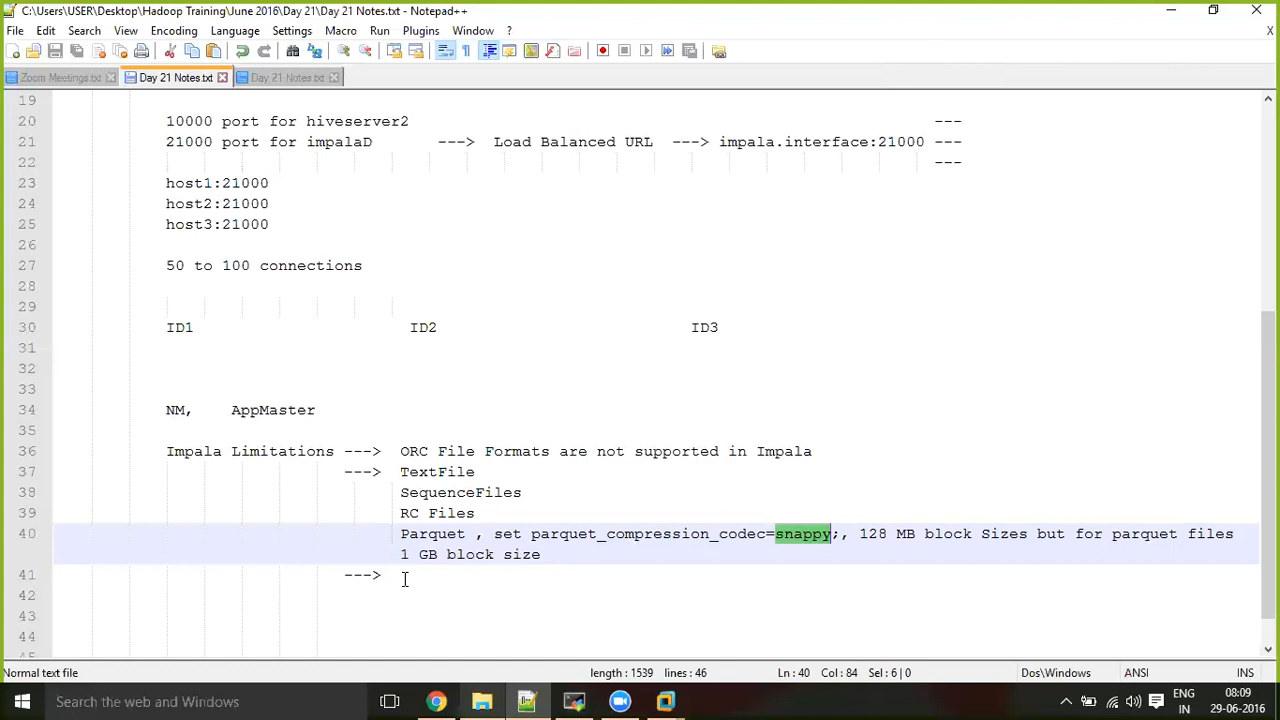 C:\Users\USER\Desktop\Hadoop Training\June 2016\Day 21\Day 21 Notes.txt - Notepad++
File Edit Search View Encoding Language Settings Macro Run Plugins Window ? X
Zoom Meetings.txt Day 21 Notes.txt Day 21 Notes.txt
19
20 10000 port for hiveserver2 ---
21 21000 port for impalaD ---> Load Balanced URL ---> impala.interface:21000 ---
22 ---
23 host1:21000
24 host2:21000
25 host3:21000
26
27 50 to 100 connections
28
29
30 ID1 ID2 ID3
31
32
33
34 NM, AppMaster
35
36 Impala Limitations ---> ORC File Formats are not supported in Impala
37 ---> TextFile
38 SequenceFiles
39 RC Files
40 Parquet , set parquet_compression_codec=snappy;, 128 MB block Sizes but for parquet files
1 GB block size
41 --->
42
43
44
45
Normal text file length : 1539 lines : 46 Ln : 40 Col : 84 Sel : 6 | 0 Dos\Windows ANSI INS
Search the web and Windows
ENG 08:09
IN 29-06-2016